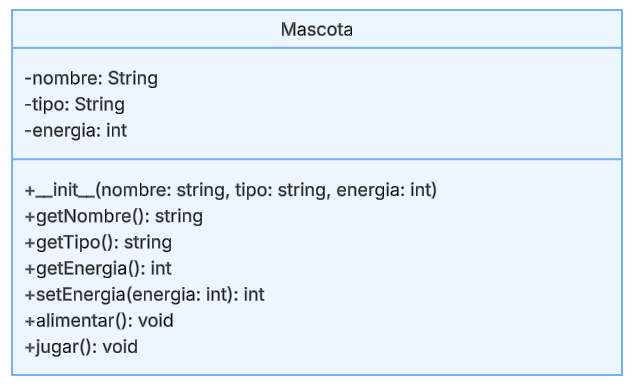 Mascota
-nombre: String
-tipo: String
-energia: int
+__init__(nombre: string, tipo: string, energia: int)
+getNombre(): string
+getTipo(): string
+getEnergia(): int
+setEnergia(energia: int): int
+alimentar(): void
+jugar(): void